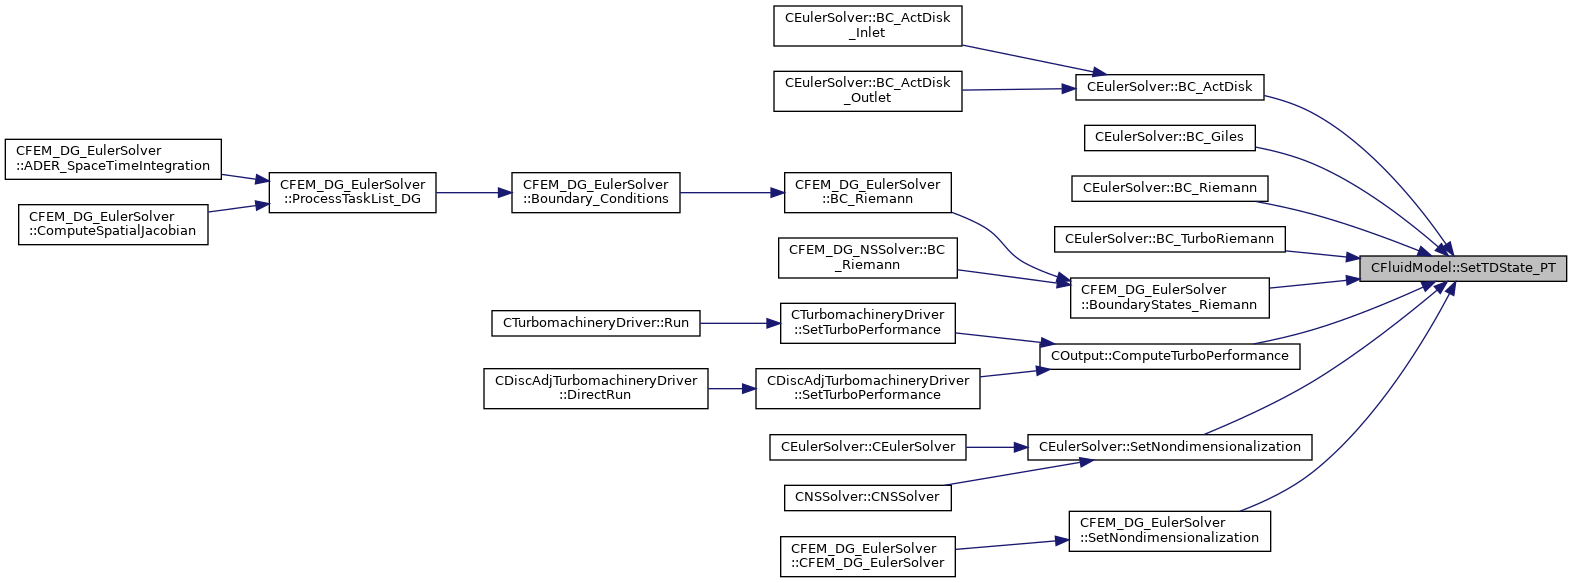 CEulerSolver::BC_ActDisk
_Inlet
CEulerSolver::BC_ActDisk
_Outlet
CEulerSolver::BC_ActDisk
CEulerSolver::BC_Giles
CFEM_DG_EulerSolver
::ADER_SpaceTimeIntegration
CFEM_DG_EulerSolver
::ProcessTaskList_DG
CFEM_DG_EulerSolver
::Boundary_Conditions
CFEM_DG_EulerSolver
::BC_Riemann
CEulerSolver::BC_Riemann
CFEM_DG_EulerSolver
::ComputeSpatialJacobian
CEulerSolver::BC_TurboRiemann
CFEM_DG_NSSolver::BC
_Riemann
CFluidModel::SetTDState_PT
CFEM_DG_EulerSolver
::BoundaryStates_Riemann
CTurbomachineryDriver::Run
CTurbomachineryDriver
::SetTurboPerformance
COutput::ComputeTurboPerformance
CDiscAdjTurbomachineryDriver
::DirectRun
CDiscAdjTurbomachineryDriver
::SetTurboPerformance
CEulerSolver::CEulerSolver
CEulerSolver::SetNondimensionalization
CNSSolver::CNSSolver
CFEM_DG_EulerSolver
::SetNondimensionalization
CFEM_DG_EulerSolver
::CFEM_DG_EulerSolver